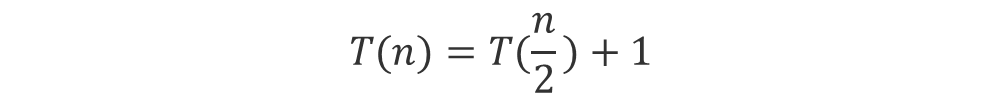 T(n) = T(n/2) + 1